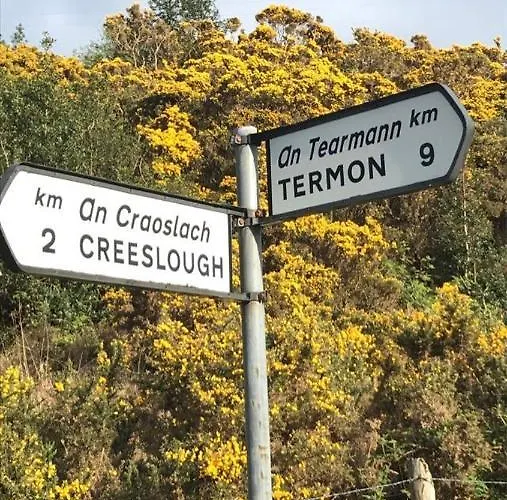 km An Craoslach
2 CREESLOUGH
An Tearmann km
TERMON 9